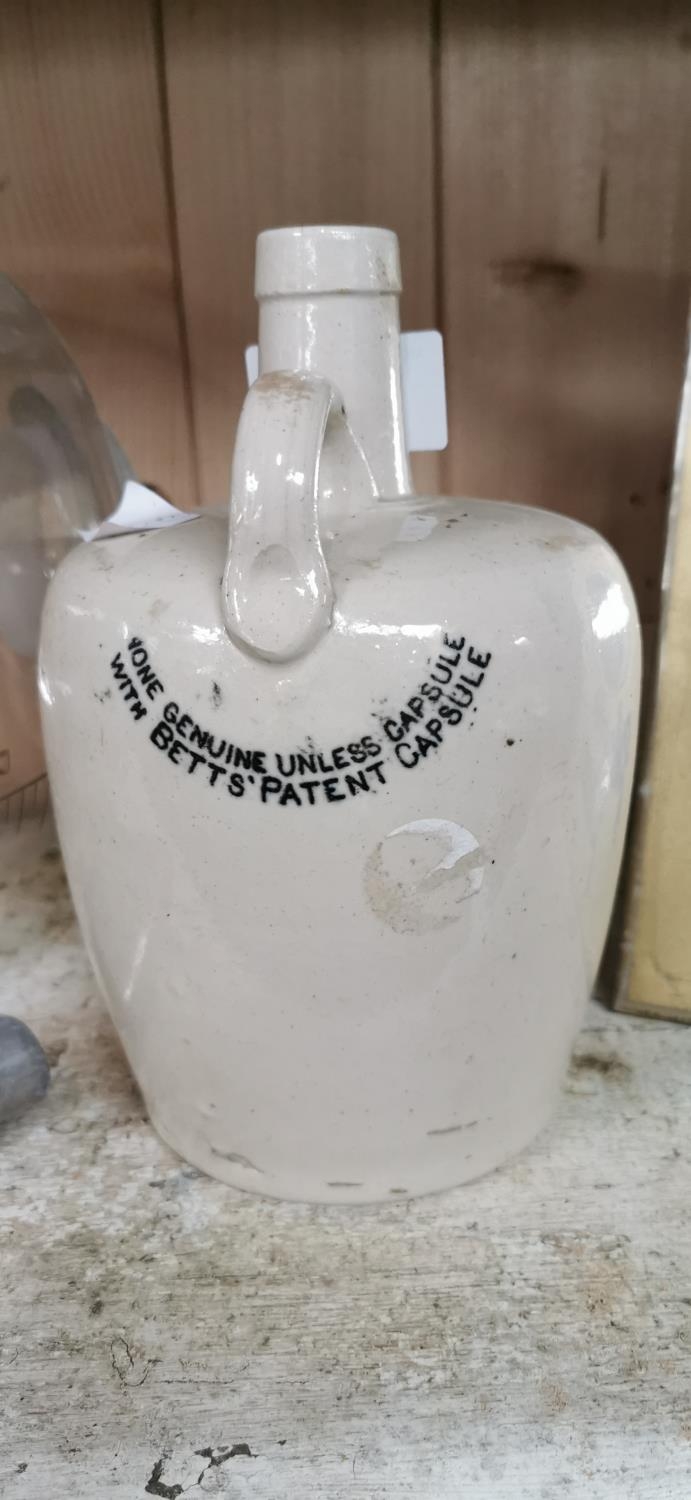 NONE GENUINE UNLESS CAPSULE
WITH BETTS' PATENT CAPSULE